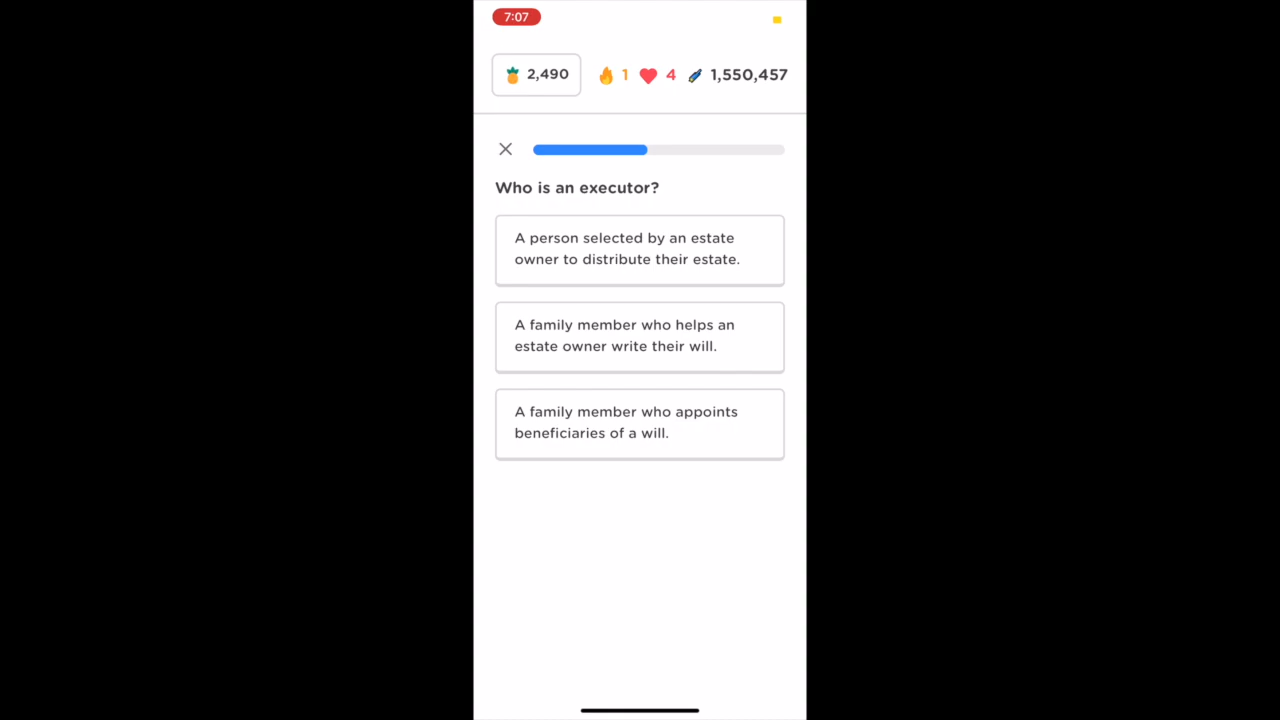 7:07
2,490 1 4 1,550,457
Who is an executor?
A person selected by an estate
owner to distribute their estate.
A family member who helps an
estate owner write their will.
A family member who appoints
beneficiaries of a will.